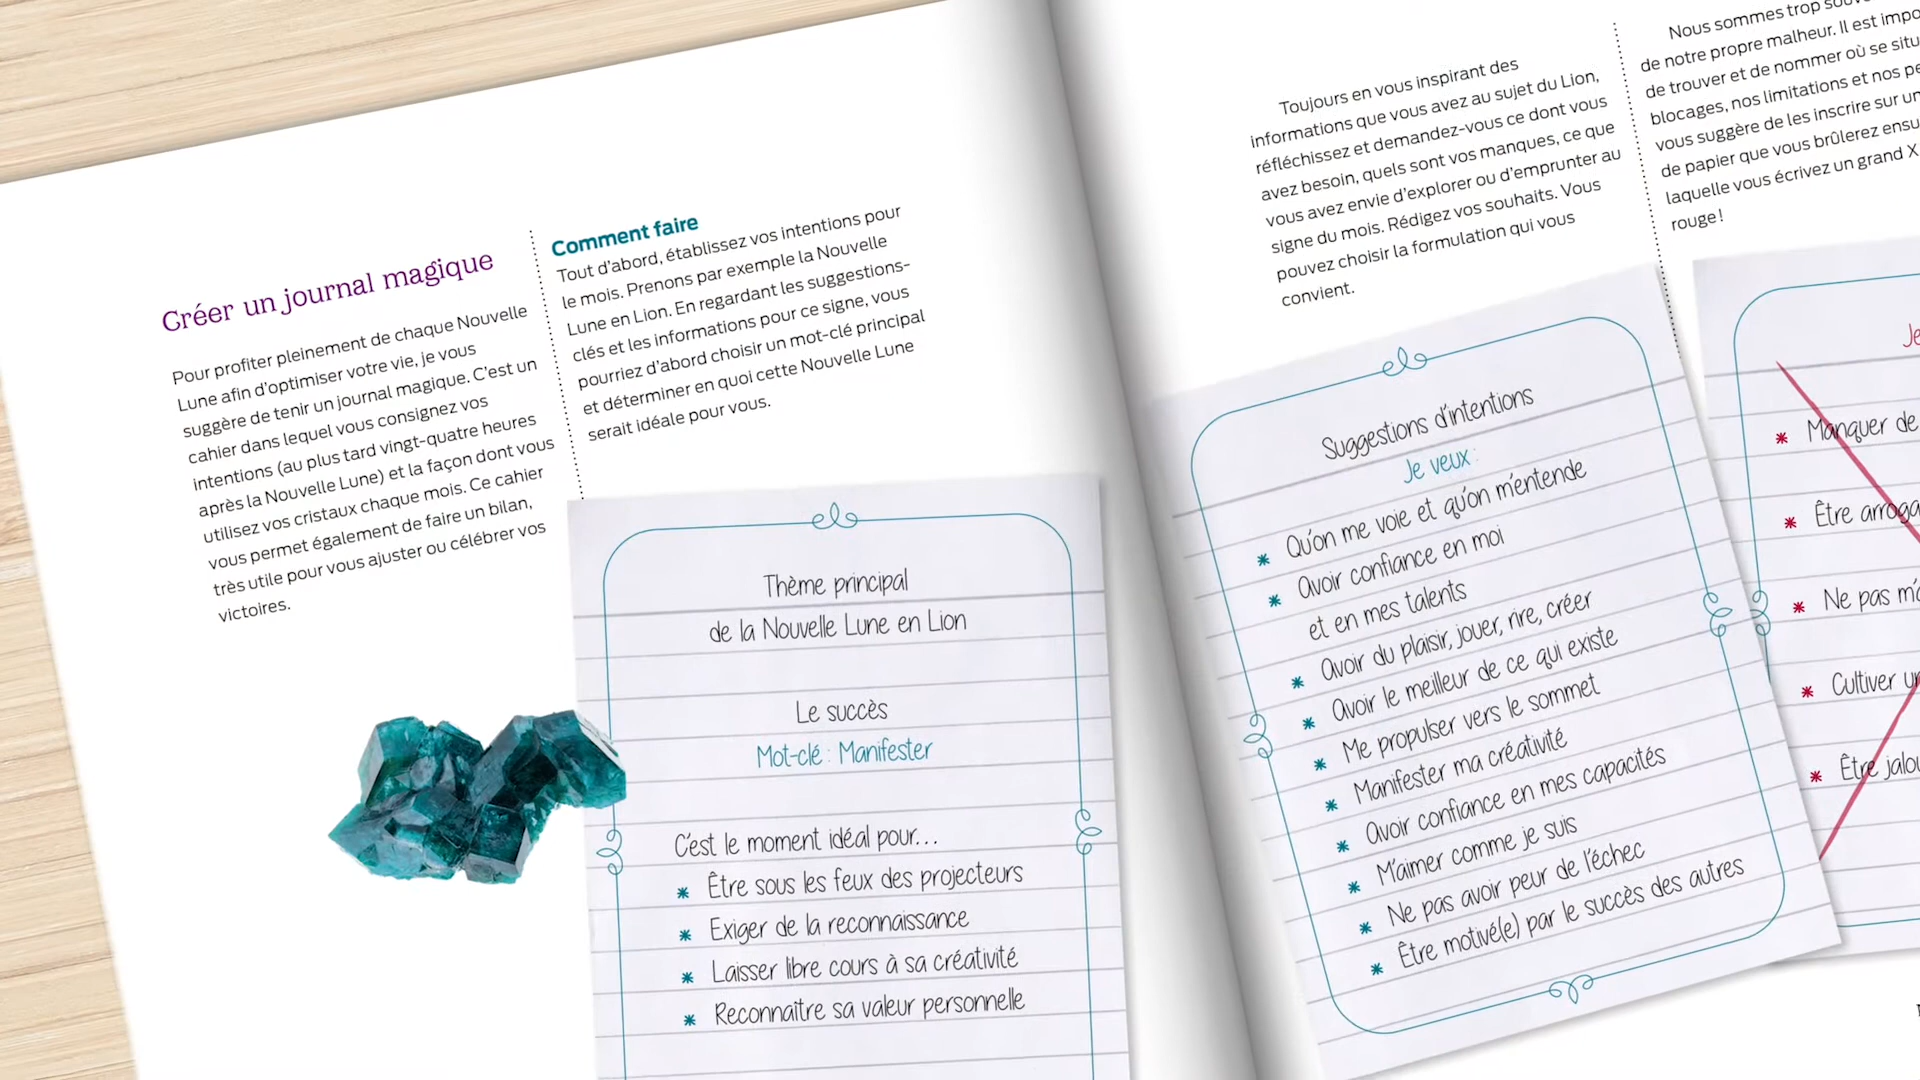 Créer un journal magique
Pour profiter pleinement de chaque Nouvelle
Lune afin d’optimiser votre vie, je vous
suggère de tenir un journal magique. C’est un
cahier dans lequel vous consignez vos
intentions (au plus tard vingt-quatre heures
après la Nouvelle Lune) et la façon dont vous
utilisez vos cristaux chaque mois. Ce cahier
vous permet également de faire un bilan,
très utile pour vous ajuster ou célébrer vos
victoires.
Comment faire
Tout d’abord, établissez vos intentions pour
le mois. Prenons par exemple la Nouvelle
Lune en Lion. En regardant les suggestions-
clés et les informations pour ce signe, vous
pourriez d’abord choisir un mot-clé principal
et déterminer en quoi cette Nouvelle Lune
serait idéale pour vous.
Thème principal
de la Nouvelle Lune en Lion
Le succès
Mot-clé : Manifester
C’est le moment idéal pour...
* Être sous les feux des projecteurs
* Exiger de la reconnaissance
* Laisser libre cours à sa créativité
* Reconnaître sa valeur personnelle
Toujours en vous inspirant des
informations que vous avez au sujet du Lion,
réfléchissez et demandez-vous ce dont vous
avez besoin, quels sont vos manques, ce que
vous avez envie d’explorer ou d’emprunter au
signe du mois. Rédigez vos souhaits. Vous
pouvez choisir la formulation qui vous
convient.
Suggestions d’intentions
Je veux :
* Qu’on me voie et qu’on m’entende
* Avoir confiance en moi
et en mes talents
* Avoir du plaisir, jouer, rire, créer
* Avoir le meilleur de ce qui existe
* Me propulser vers le sommet
* Manifester ma créativité
* Avoir confiance en mes capacités
* M’aimer comme je suis
* Ne pas avoir peur de l’échec
* Être motivé(e) par le succès des autres
Nous sommes trop
de notre propre malheur. Il est
de trouver et de nommer où se
blocages, nos limitations et nos
vous suggère de les inscrire sur
de papier que vous brûlerez
laquelle vous écrivez un grand X
rouge !
* Manquer de
* Être
* Ne pas
* Cultiver
* Être